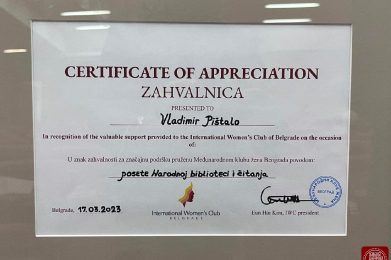 CERTIFICATE OF APPRECIATION
ZAHVALNICA
PRESENTED TO
Vladimir Pištalo
In recognition of the valuable support provided to the International Women's Club of Belgrade on the occasion
of:
U znak zahvalnosti za značajnu podršku pruženu Međunarodnom klubu žena Beograda povodom:
posete Narodnoj biblioteci i čitanja
Beograde, 17.03.2023
International Women's Club
BELGRADE
Eun Hin Kim, IWC president